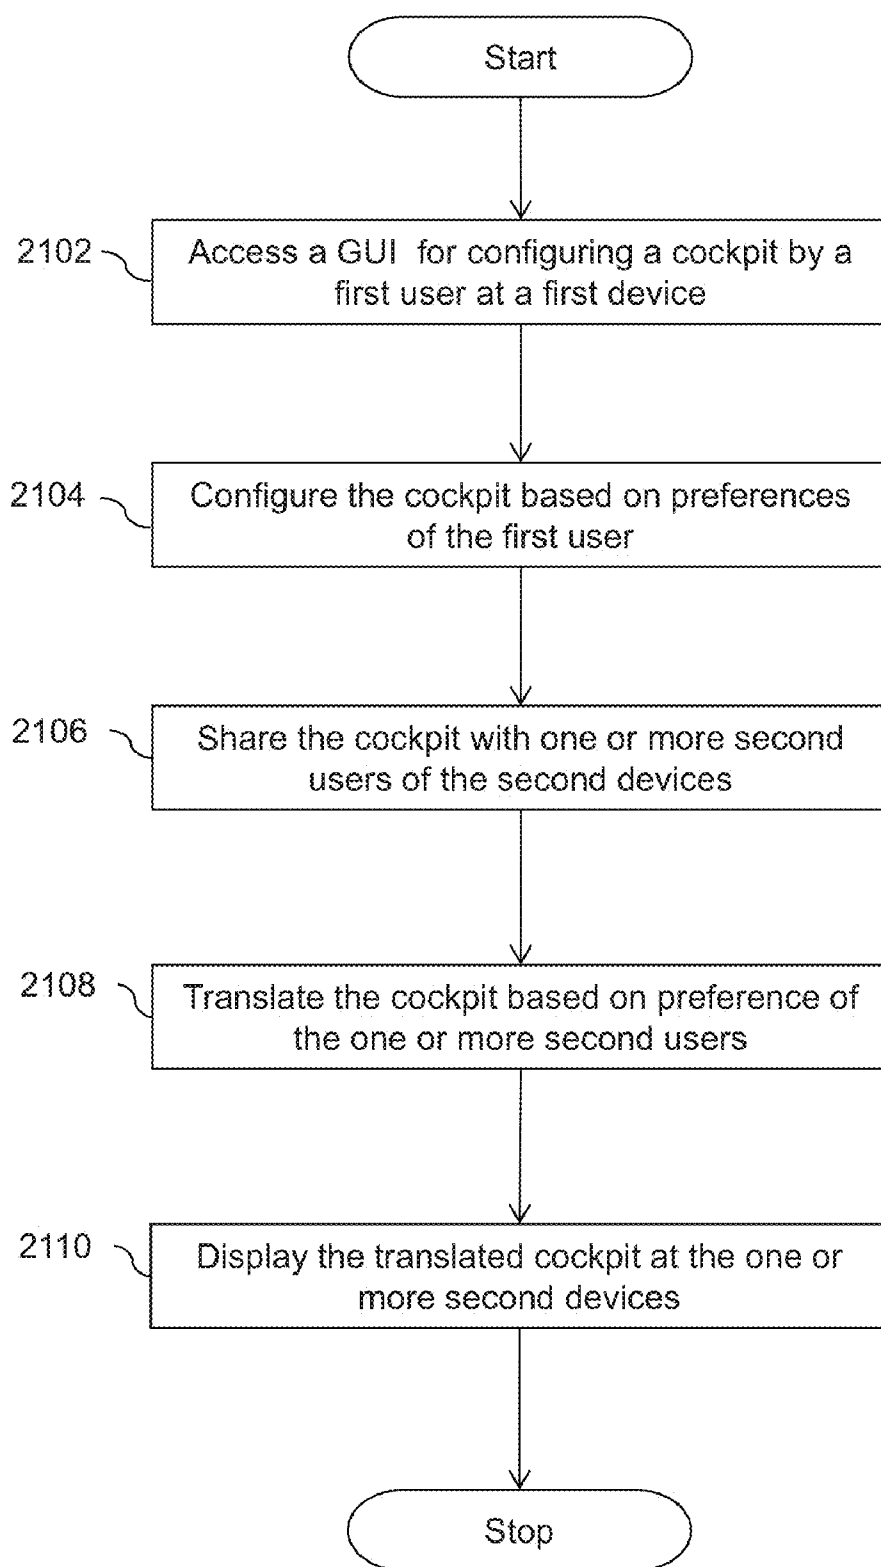 Start
2102
Access a GUI for configuring a cockpit by a
first user at a first device
2104
Configure the cockpit based on preferences
of the first user
2106
Share the cockpit with one or more second
users of the second devices
2108
Translate the cockpit based on preference of
the one or more second users
2110
Display the translated cockpit at the one or
more second devices
Stop